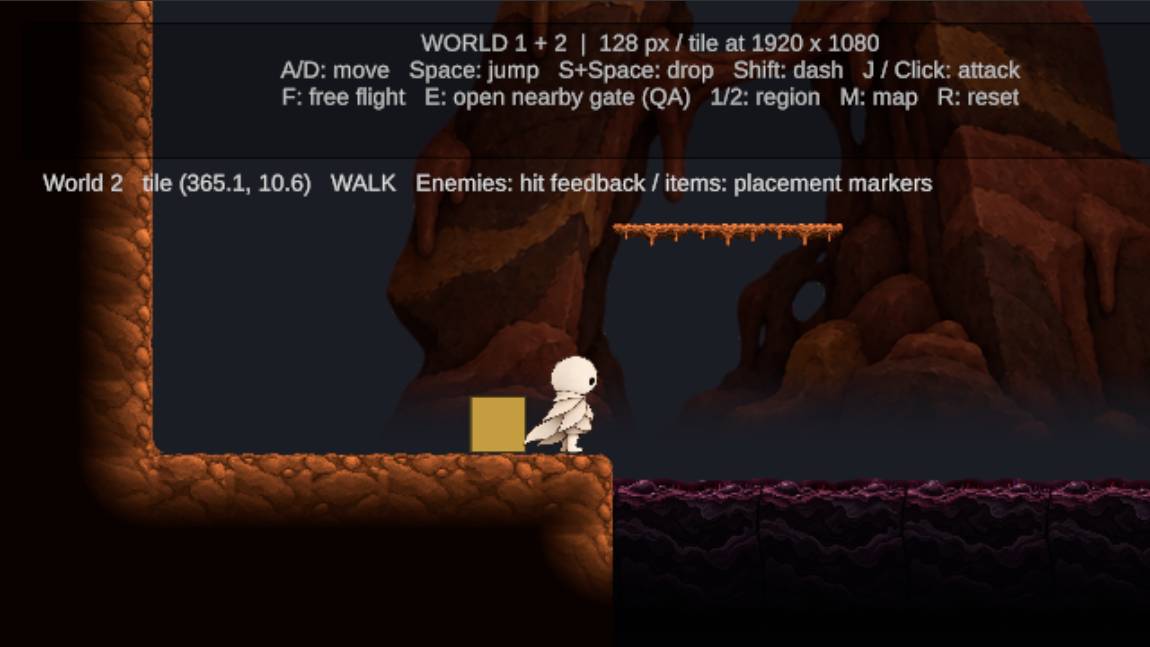 WORLD 1 + 2 | 128 px / tile at 1920 x 1080
A/D: move Space: jump S+Space: drop Shift: dash J / Click: attack
F: free flight E: open nearby gate (QA) 1/2: region M: map R: reset
World 2 tile (365.1, 10.6) WALK Enemies: hit feedback / items: placement markers